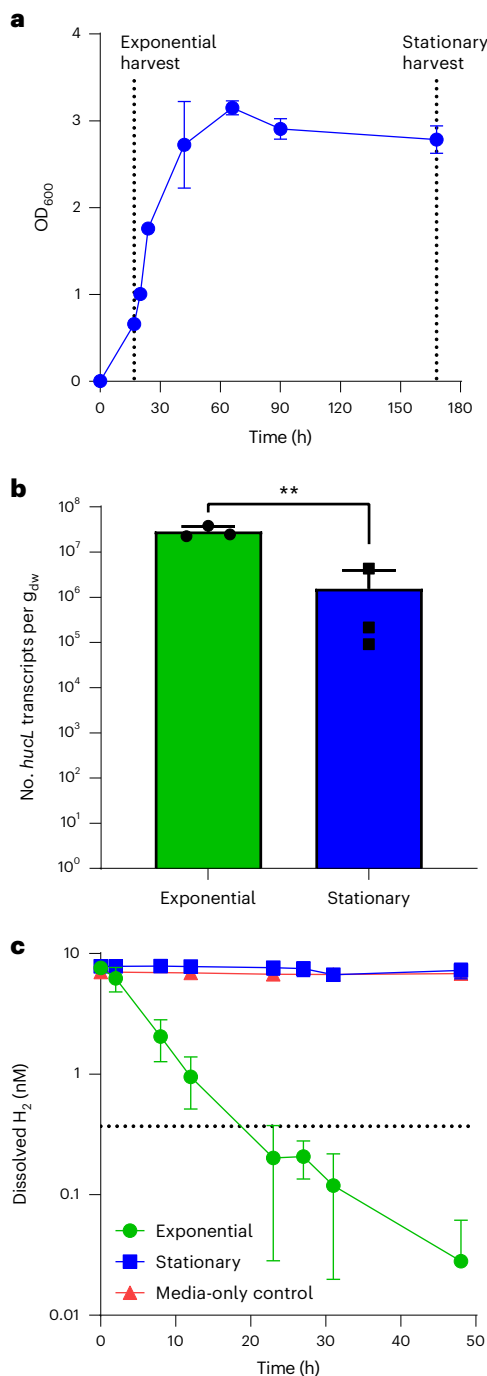 a
Exponential harvest
Stationary harvest
4
3
2
1
0
OD600
0 30 60 90 120 150 180
Time (h)
b
**
10^8
10^7
10^6
10^5
10^4
10^3
10^2
10^1
10^0
No. hucL transcripts per gdw
Exponential Stationary
c
10
1
0.1
0.01
Dissolved H2 (nM)
Exponential
Stationary
Media-only control
0 10 20 30 40 50
Time (h)